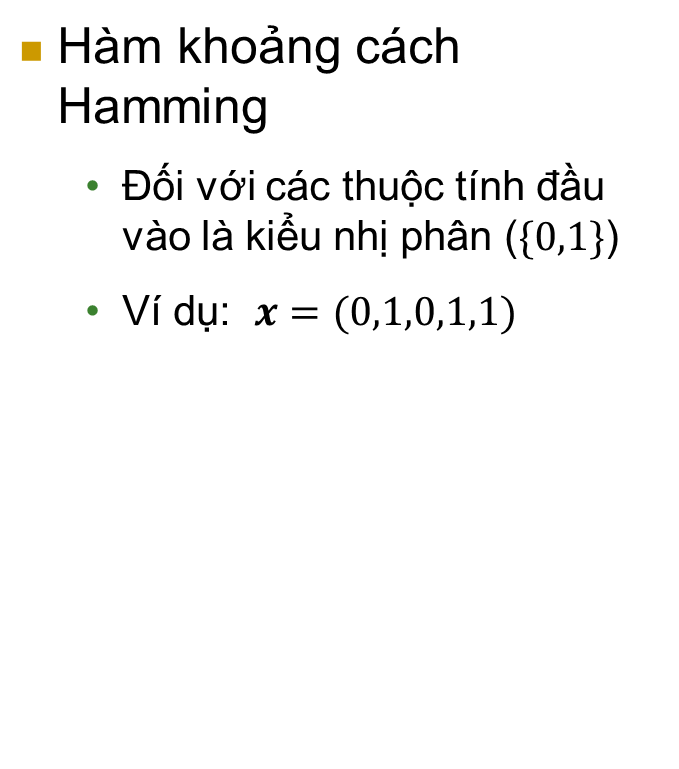 Hàm khoảng cách
Hamming
Đối với các thuộc tính đầu
vào là kiểu nhị phân ({0,1})
Ví dụ: x = (0,1,0,1,1)